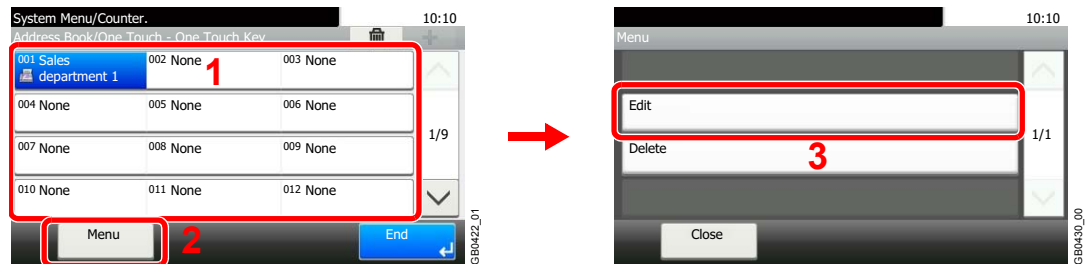 System Menu/Counter.
10:10
Address Book/One Touch - One Touch Key
001 Sales
department 1
002 None
003 None
1
004 None
005 None
006 None
1/9
007 None
008 None
009 None
010 None
011 None
012 None
Menu
2
End
GB0422_01
10:10
Menu
Edit
1/1
Delete
3
Close
GB0430_00